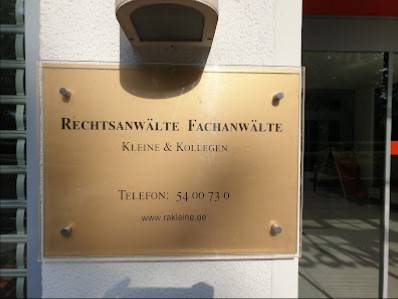 RECHTSANWÄLTE FACHANWÄLTE
KLEINE & KOLLEGEN
TELEFON: 54 00 73 0
www.rakleine.de